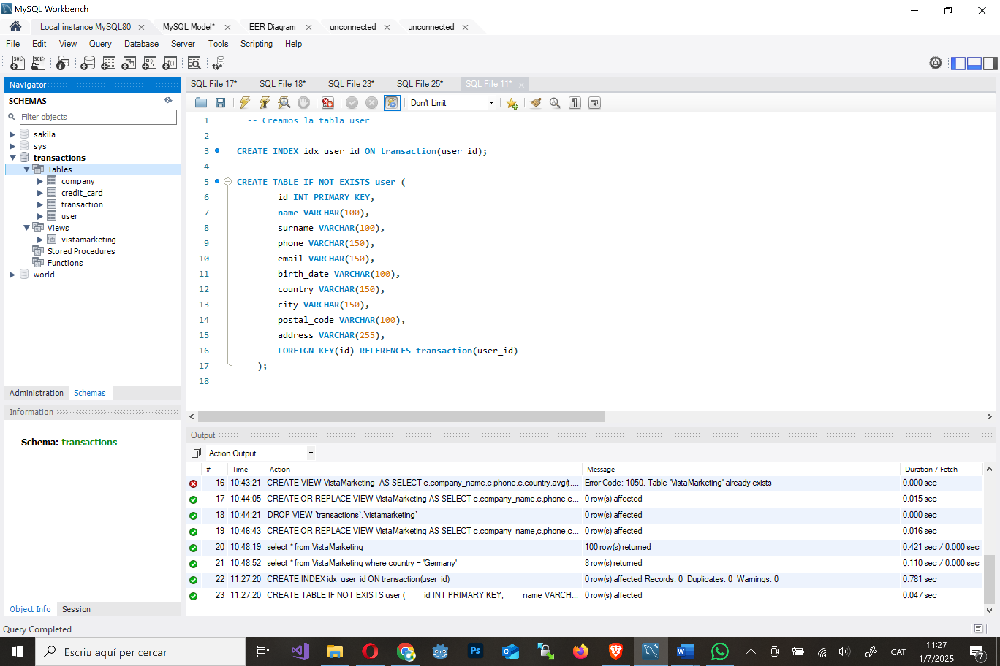 MySQL Workbench
Local instance MySQL80
MySQL Model*
EER Diagram
unconnected
unconnected
File Edit View Query Database Server Tools Scripting Help
Navigator
SCHEMAS
Filter objects
sakila
sys
transactions
Tables
company
credit_card
transaction
user
Views
vistamarketing
Stored Procedures
Functions
world
Administration Schemas
Information
Schema: transactions
Object Info Session
SQL File 17* SQL File 18* SQL File 23* SQL File 25* SQL File 11*
Don't Limit
1 -- Creamos la tabla user
2
3 CREATE INDEX idx_user_id ON transaction(user_id);
4
5 CREATE TABLE IF NOT EXISTS user (
6 id INT PRIMARY KEY,
7 name VARCHAR(100),
8 surname VARCHAR(100),
9 phone VARCHAR(150),
10 email VARCHAR(150),
11 birth_date VARCHAR(100),
12 country VARCHAR(150),
13 city VARCHAR(150),
14 postal_code VARCHAR(100),
15 address VARCHAR(255),
16 FOREIGN KEY(id) REFERENCES transaction(user_id)
17 );
18
Output
Action Output
# Time Action Message Duration / Fetch
16 10:43:21 CREATE VIEW VistaMarketing AS SELECT c.company_name,c.phone,c.country,avg(t.... Error Code: 1050. Table 'VistaMarketing' already exists 0.000 sec
17 10:44:05 CREATE OR REPLACE VIEW VistaMarketing AS SELECT c.company_name,c.phone,c... 0 row(s) affected 0.015 sec
18 10:44:21 DROP VIEW `transactions`.`vistamarketing` 0 row(s) affected 0.000 sec
19 10:46:43 CREATE OR REPLACE VIEW VistaMarketing AS SELECT c.company_name,c.phone,c... 0 row(s) affected 0.016 sec
20 10:48:19 select * from VistaMarketing 100 row(s) returned 0.421 sec / 0.000 sec
21 10:48:52 select * from VistaMarketing where country = 'Germany' 8 row(s) returned 0.110 sec / 0.000 sec
22 11:27:20 CREATE INDEX idx_user_id ON transaction(user_id) 0 row(s) affected Records: 0 Duplicates: 0 Warnings: 0 0.781 sec
23 11:27:20 CREATE TABLE IF NOT EXISTS user ( id INT PRIMARY KEY, name VARCH... 0 row(s) affected 0.047 sec
Query Completed
Escriu aquí per cercar
CAT
11:27
1/7/2025
7